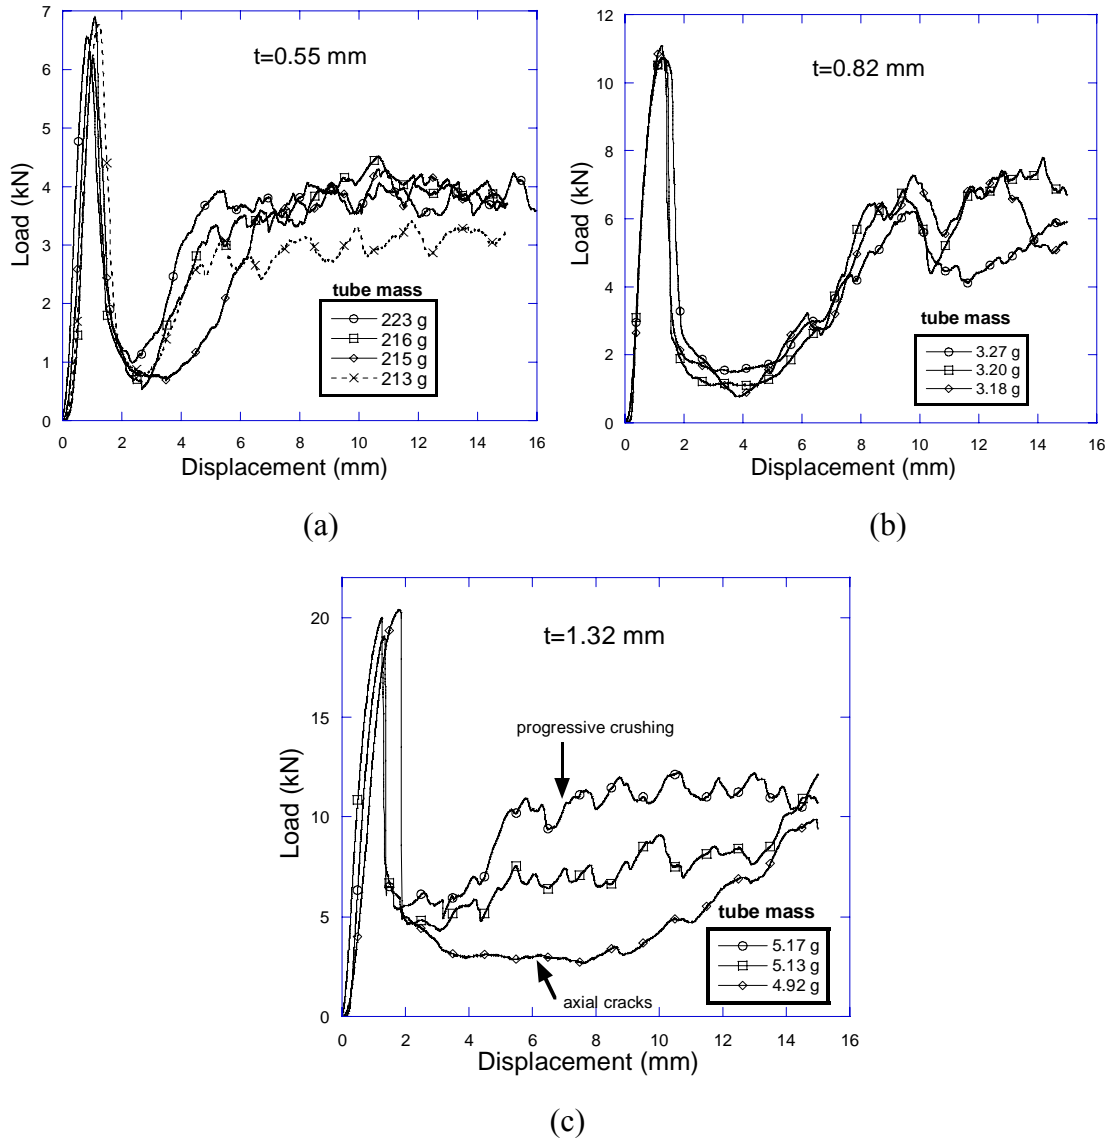 7
6
5
4
3
2
1
0
Load (kN)
t=0.55 mm
tube mass
223 g
216 g
215 g
213 g
0 2 4 6 8 10 12 14 16
Displacement (mm)
(a)
12
10
8
6
4
2
0
Load (kN)
t=0.82 mm
tube mass
3.27 g
3.20 g
3.18 g
0 2 4 6 8 10 12 14 16
Displacement (mm)
(b)
20
15
10
5
0
Load (kN)
t=1.32 mm
progressive crushing
axial cracks
tube mass
5.17 g
5.13 g
4.92 g
0 2 4 6 8 10 12 14 16
Displacement (mm)
(c)